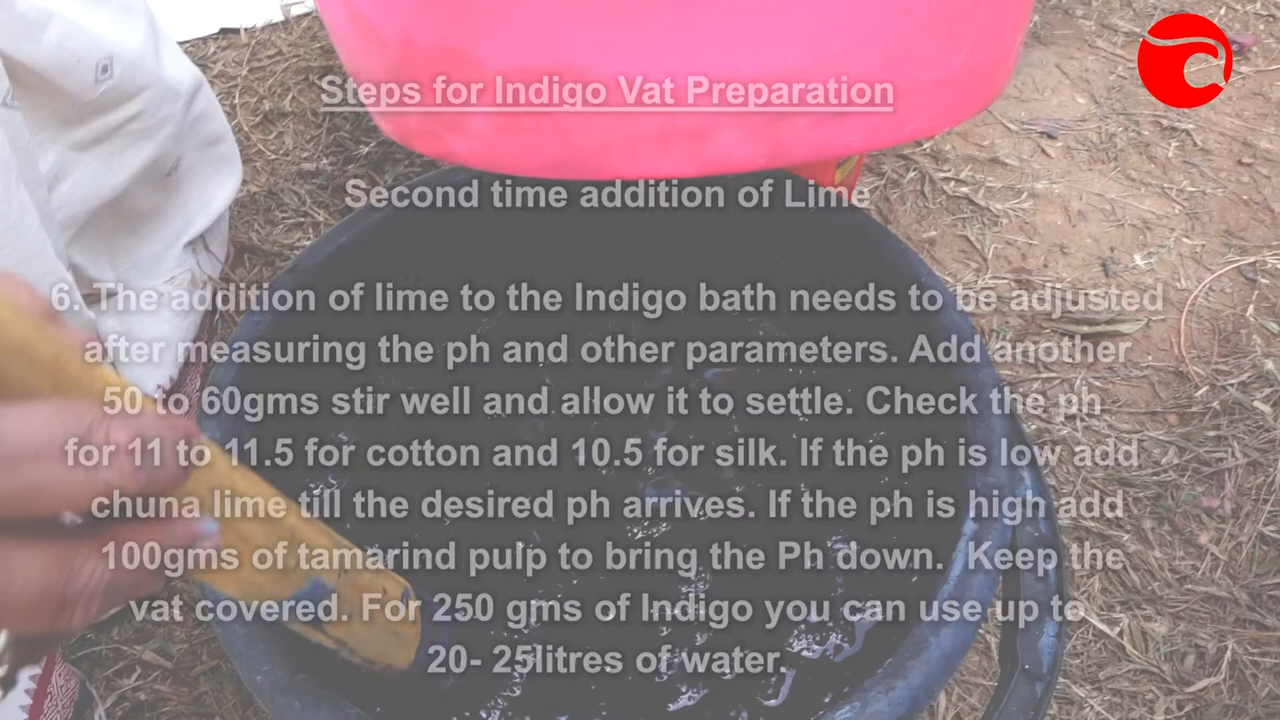 Steps for Indigo Vat Preparation
Second time addition of Lime
6. The addition of lime to the Indigo bath needs to be adjusted
after measuring the ph and other parameters. Add another
50 to 60gms stir well and allow it to settle. Check the ph
for 11 to 11.5 for cotton and 10.5 for silk. If the ph is low add
chuna lime till the desired ph arrives. If the ph is high add
100gms of tamarind pulp to bring the Ph down.  Keep the
vat covered. For 250 gms of Indigo you can use up to
20- 25litres of water.